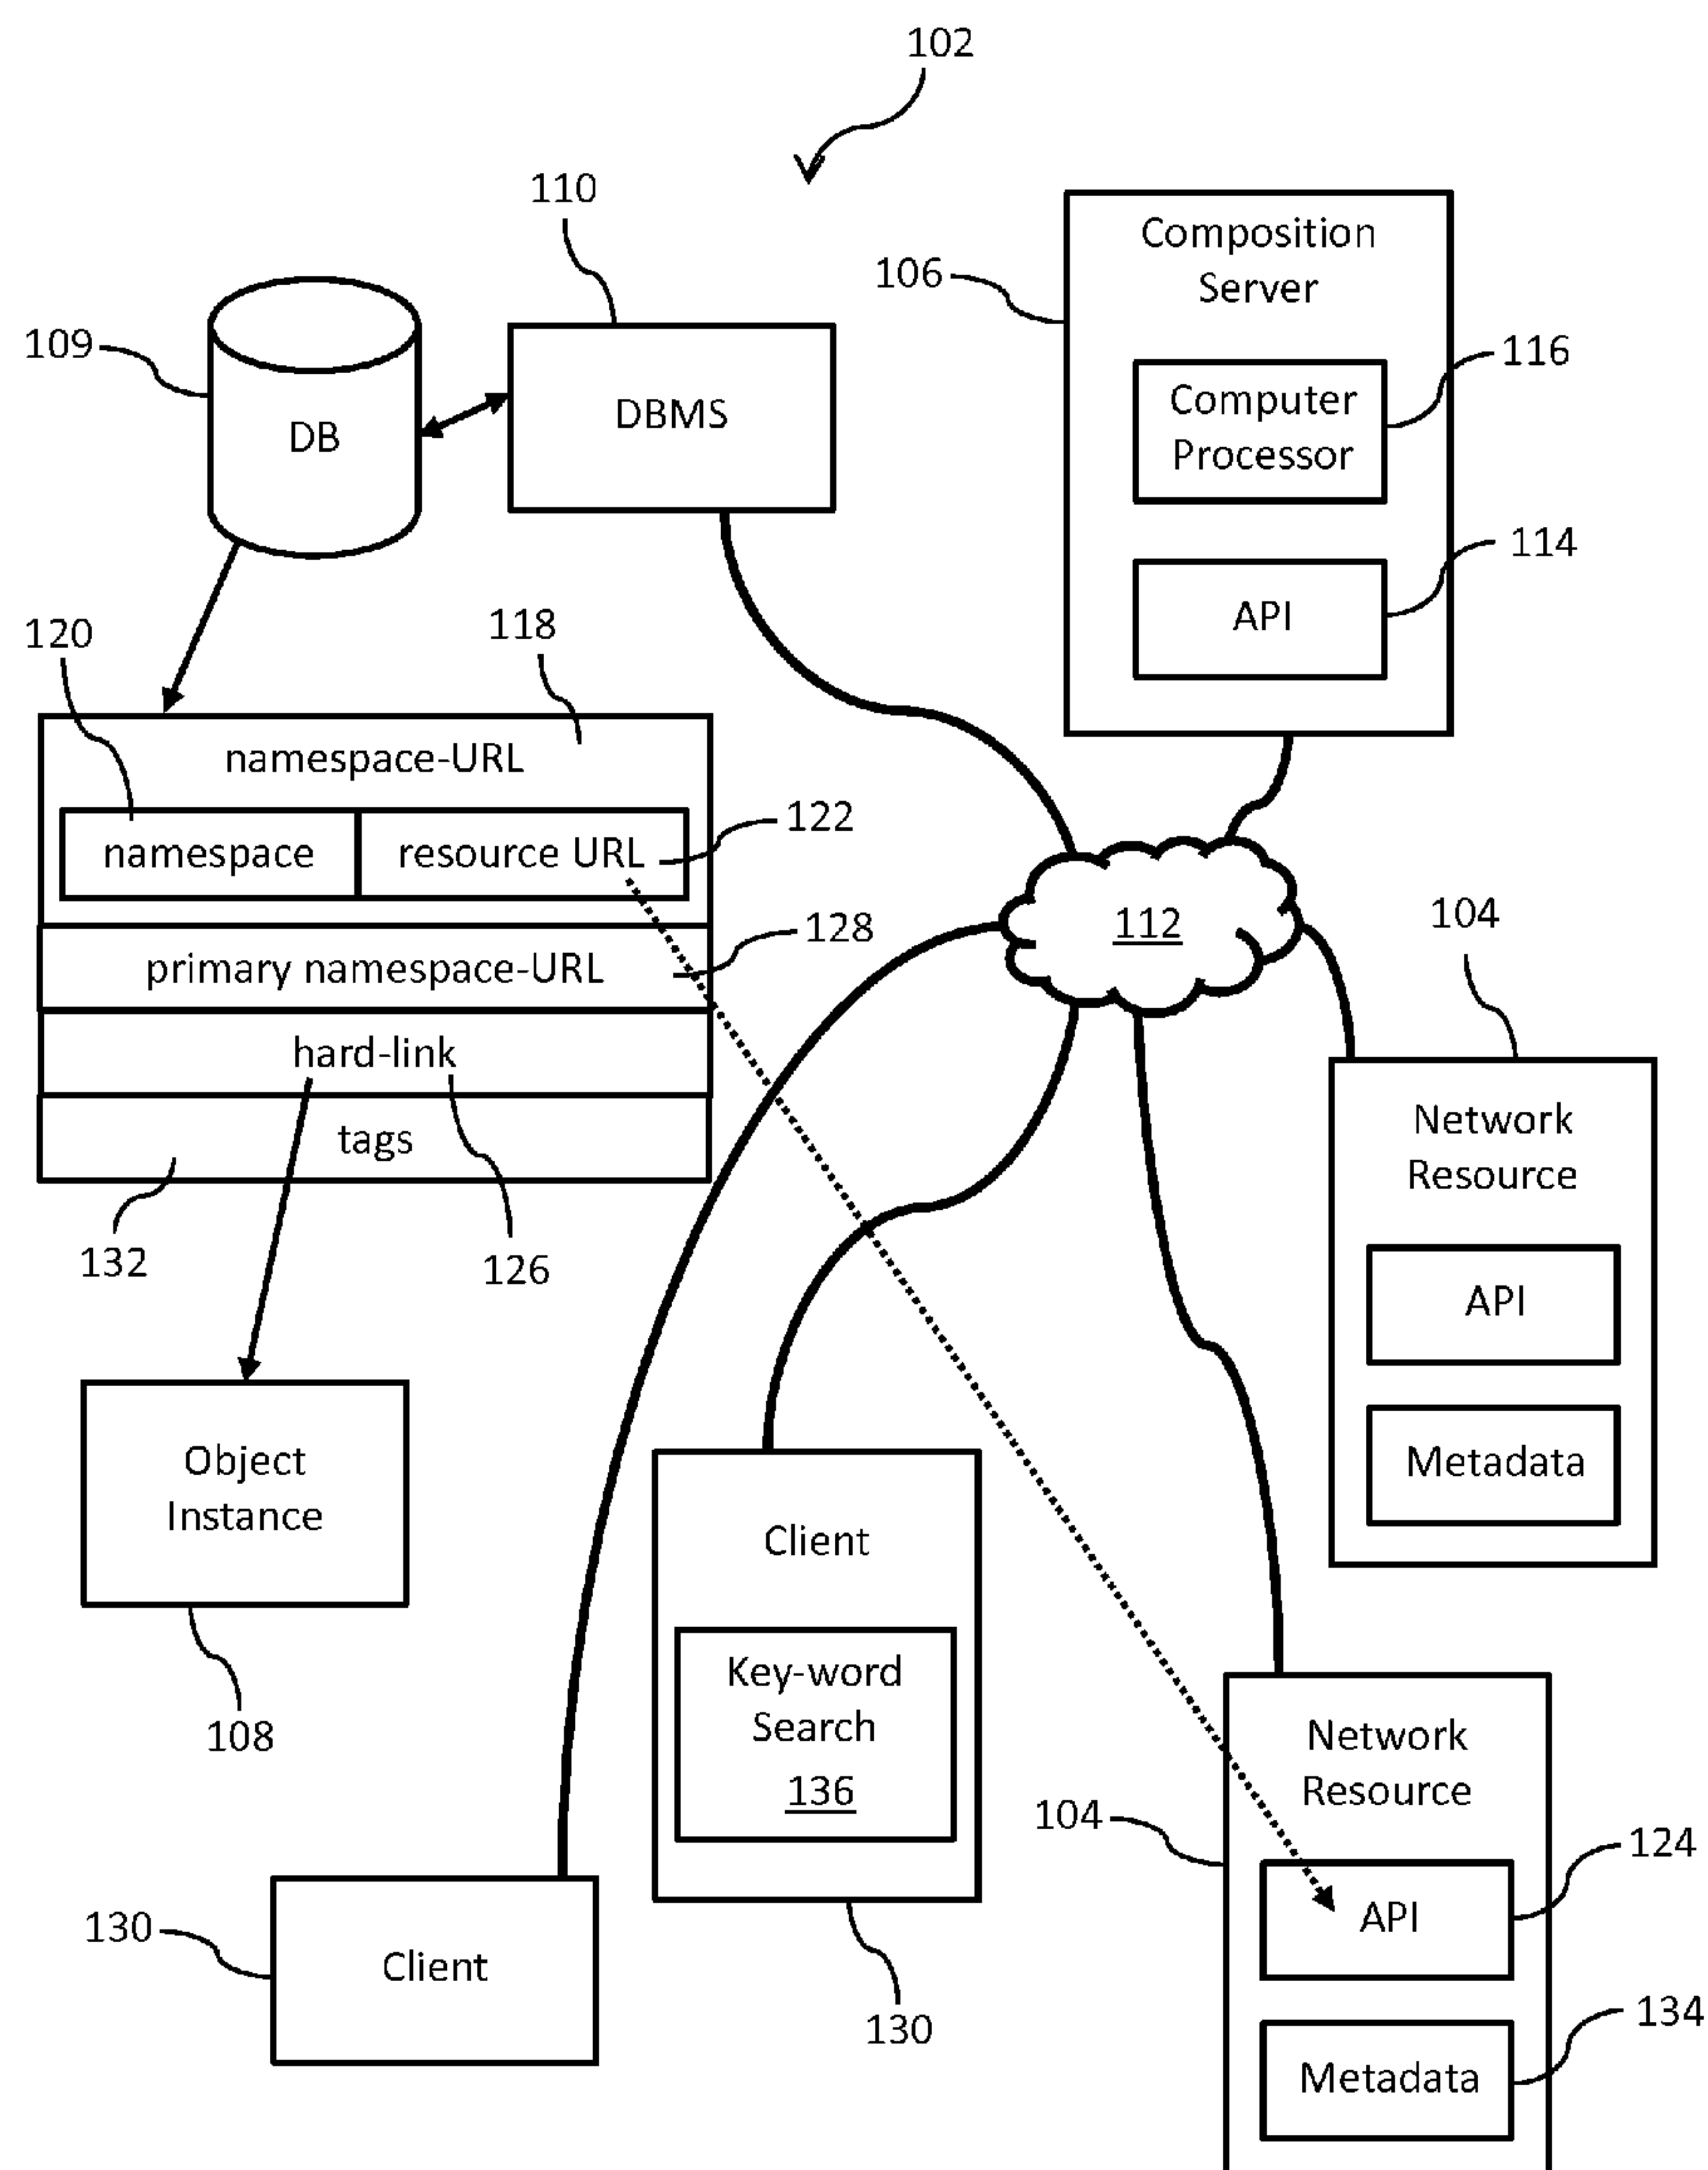 102
110
Composition
Server
106
109
DB
DBMS
116
Computer
Processor
114
API
120
118
namespace-URL
namespace
resource URL
122
128
primary namespace-URL
112
104
hard-link
tags
132
126
Network
Resource
API
Metadata
Object
Instance
108
Client
Key-word
Search
136
130
Network
Resource
104
124
API
130
Client
134
Metadata